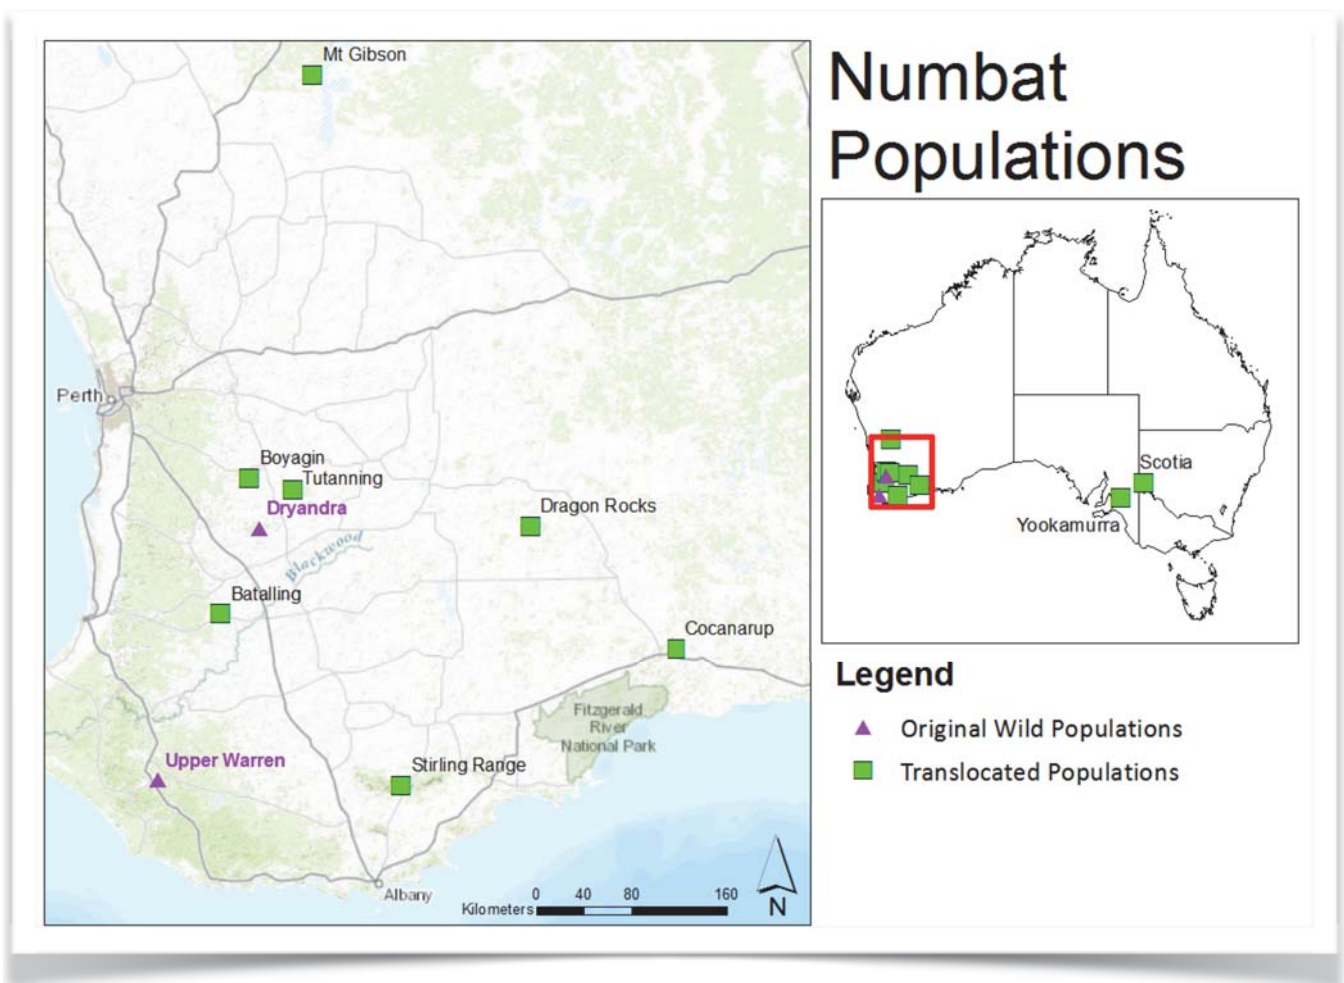 Numbat
Populations
Mt Gibson
Perth
Boyagin
Tutanning
Dryandra
Dragon Rocks
Blackwood
Batalling
Cocanarup
Fitzgerald
River
National Park
Upper Warren
Stirling Range
Albany
0 40 80 160
Kilometers
N
Scotia
Yookamurra
Legend
Original Wild Populations
Translocated Populations